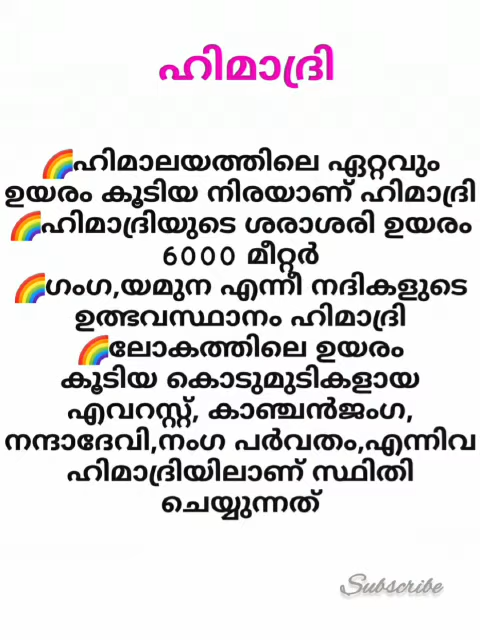 ഹിമാദ്രി
🌈ഹിമാലയത്തിലെ ഏറ്റവും
ഉയരം കൂടിയ നിരയാണ് ഹിമാദ്രി
🌈ഹിമാദ്രിയുടെ ശരാശരി ഉയരം
6000 മീറ്റർ
🌈ഗംഗ,യമുന എന്നീ നദികളുടെ
ഉത്ഭവസ്ഥാനം ഹിമാദ്രി
🌈ലോകത്തിലെ ഉയരം
കൂടിയ കൊടുമുടികളായ
എവറസ്റ്റ്, കാഞ്ചൻജംഗ,
നന്ദാദേവി,നംഗ പർവതം,എന്നിവ
ഹിമാദ്രിയിലാണ് സ്ഥിതി
ചെയ്യുന്നത്
Subscribe